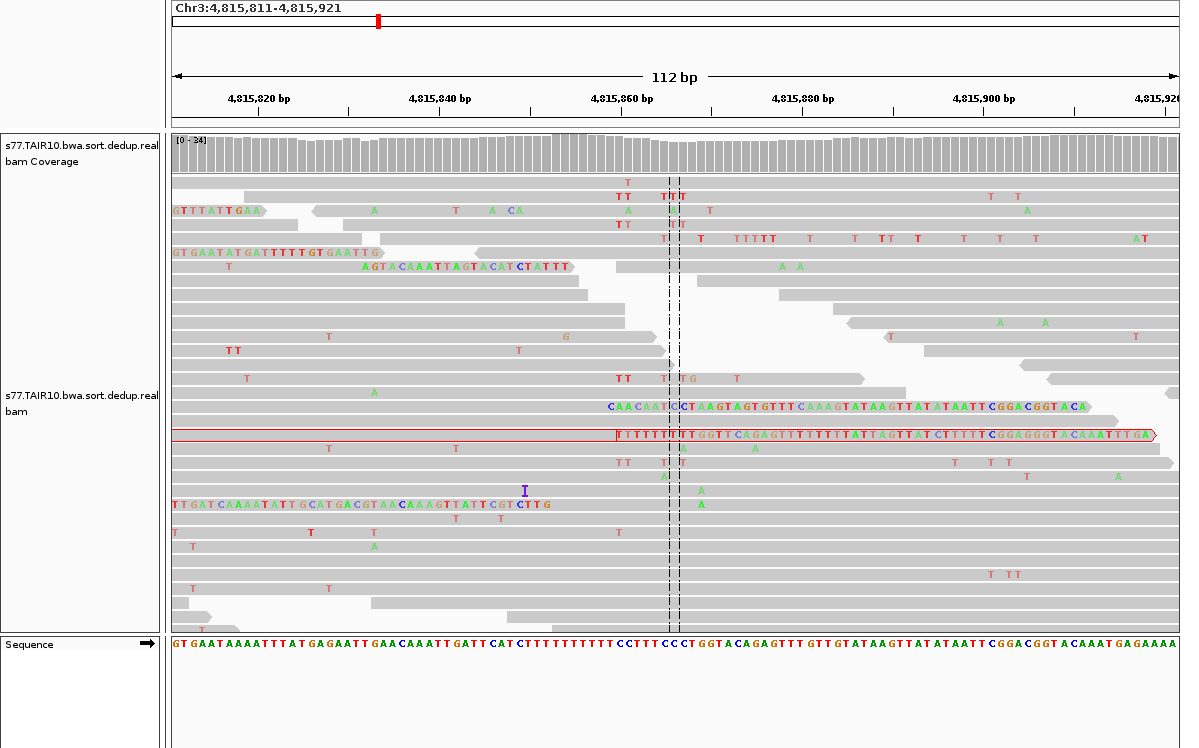 Chr3:4,815,811-4,815,921
112 bp
4,815,820 bp 4,815,840 bp 4,815,860 bp 4,815,880 bp 4,815,900 bp 4,815,920
s77.TAIR10.bwa.sort.dedup.real
bam Coverage
[0 - 34]
T
TT TTT T T
GTTTATTGAA A T A CA A A T A
TT TT
T T TTTTT T T TT T T T T AT
GTGAATATGATTTTTGTGAATTG
T AGTACAAATTAGTACATCTATTT A A
A A
T G T T
TT T
T TT T TG T
A
CAACAATCCTAAGTAGTGTTTCAAAGTATAAGTTATATAATTCGGACGGTACA
TTTTTTTTTGGTTCAGAGTTTTTTTTATTAGTTATCTTTTTCGGAGGGTACAAATTTGA
T T A A
TT T T T T T
A T A
I A
TTGATCAAAATATTGCATGACGTAACAAAGTTATTCGTCTTG A
T T
T T T T
T A
T TT
T T
T
s77.TAIR10.bwa.sort.dedup.real
bam
Sequence
GTGAATAAAATTTATGAGAATTGAACAAATTGATTCATCTTTTTTTTTTCCTTTCCCTGGTACAGAGTTTGTTGTATAAGTTATATAATTCGGACGGTACAAATGAGAAAA